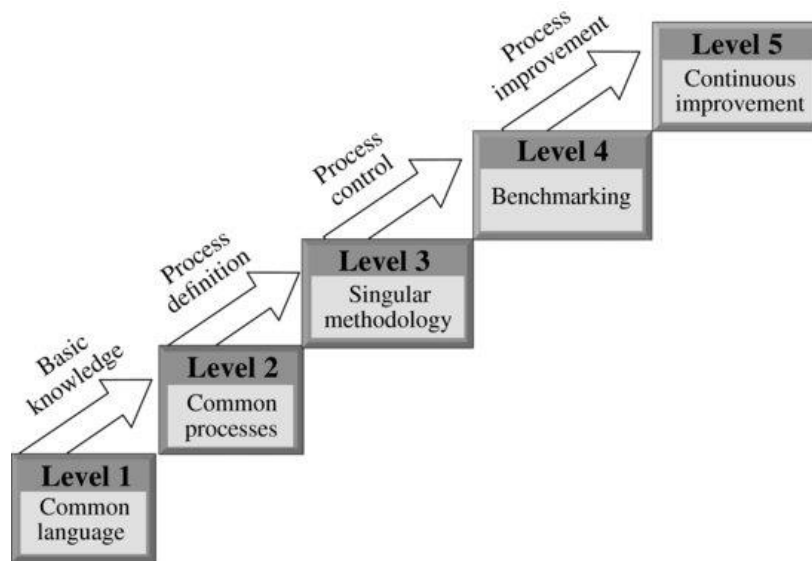 Level 5
Continuous
improvement
Process
improvement
Level 4
Benchmarking
Process
control
Level 3
Singular
methodology
Process
definition
Level 2
Common
processes
Basic
knowledge
Level 1
Common
language